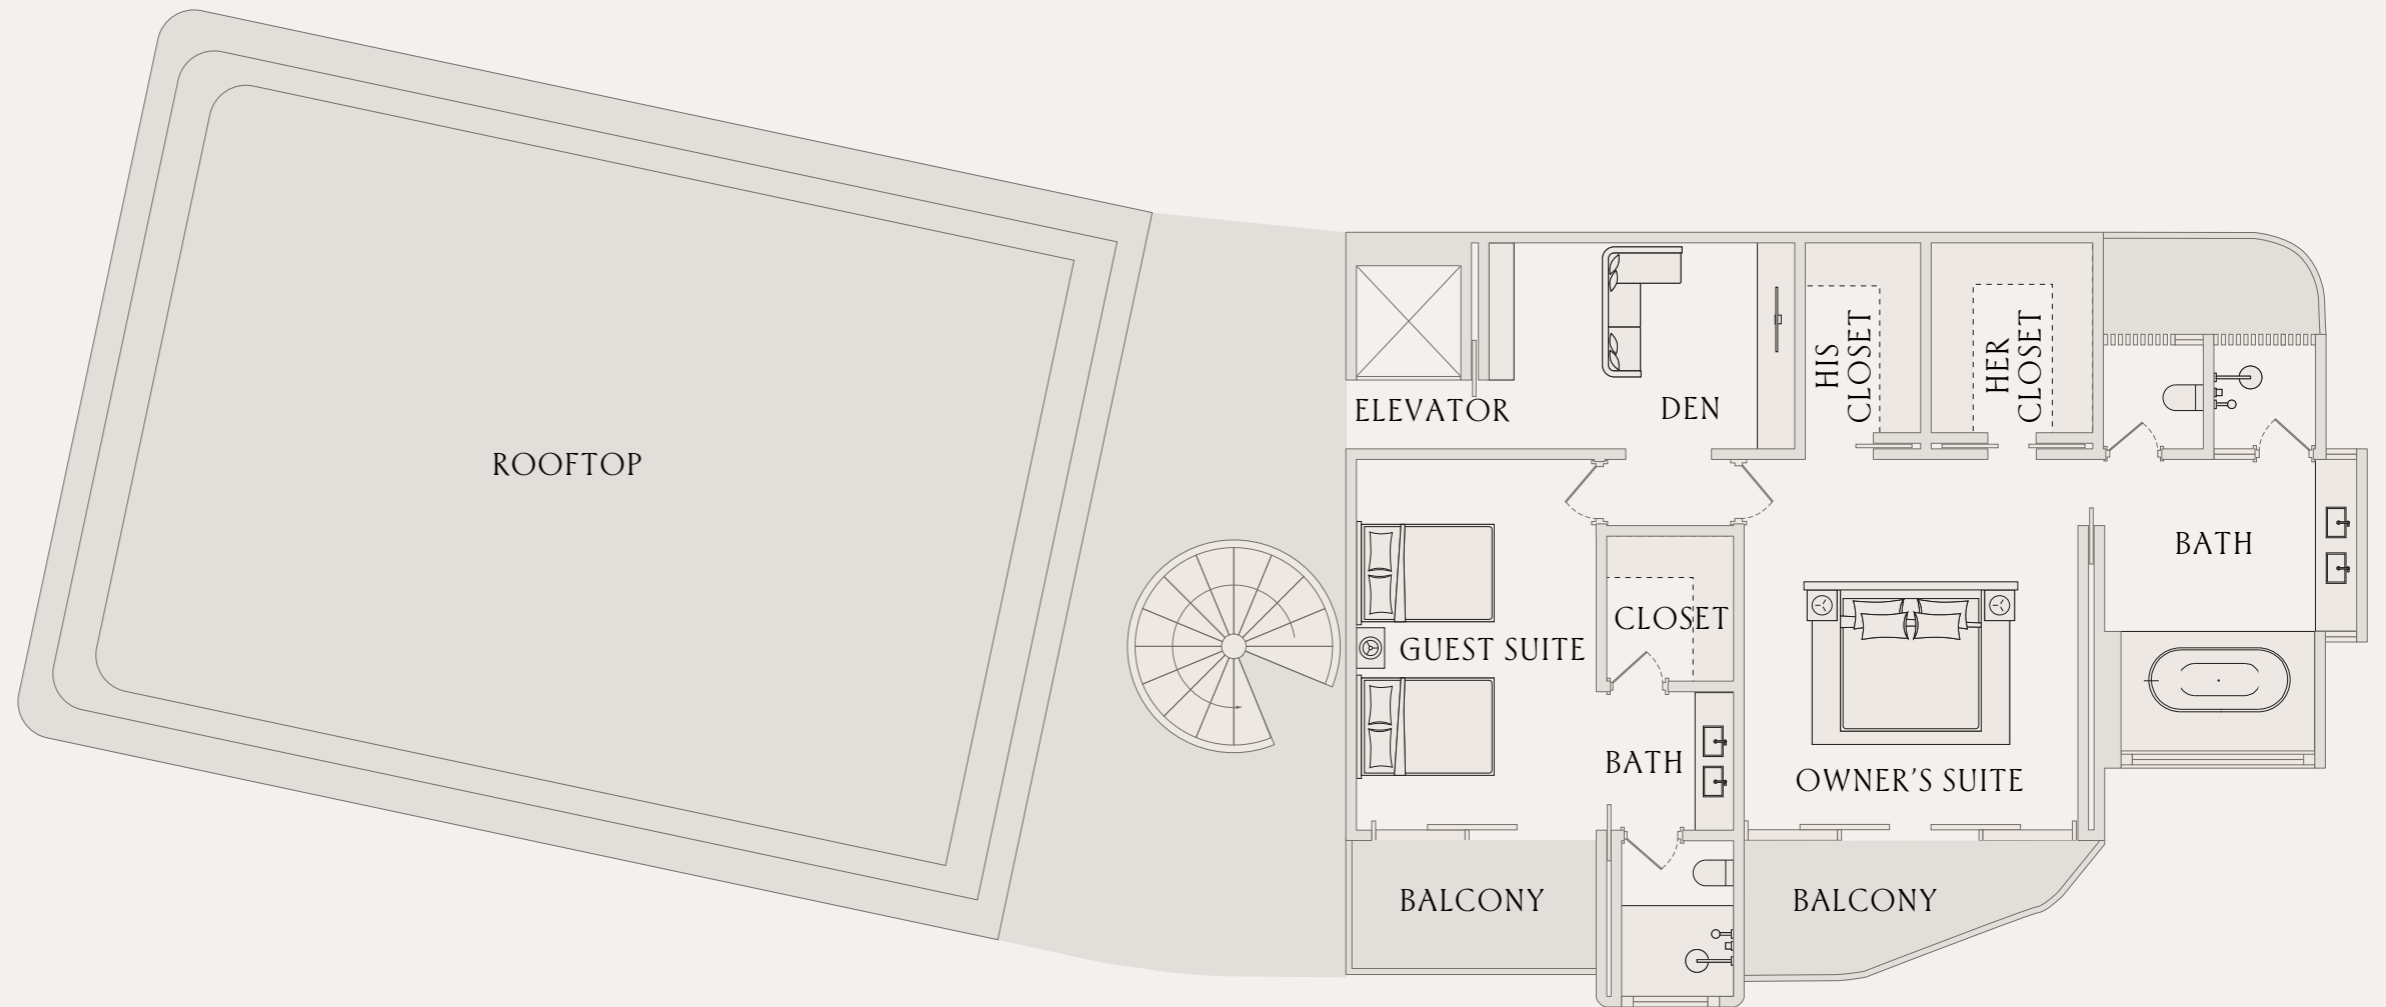 ROOFTOP
ELEVATOR
DEN
HIS
CLOSET
HER
CLOSET
BATH
CLOSET
GUEST SUITE
BATH
OWNER'S SUITE
BALCONY
BALCONY